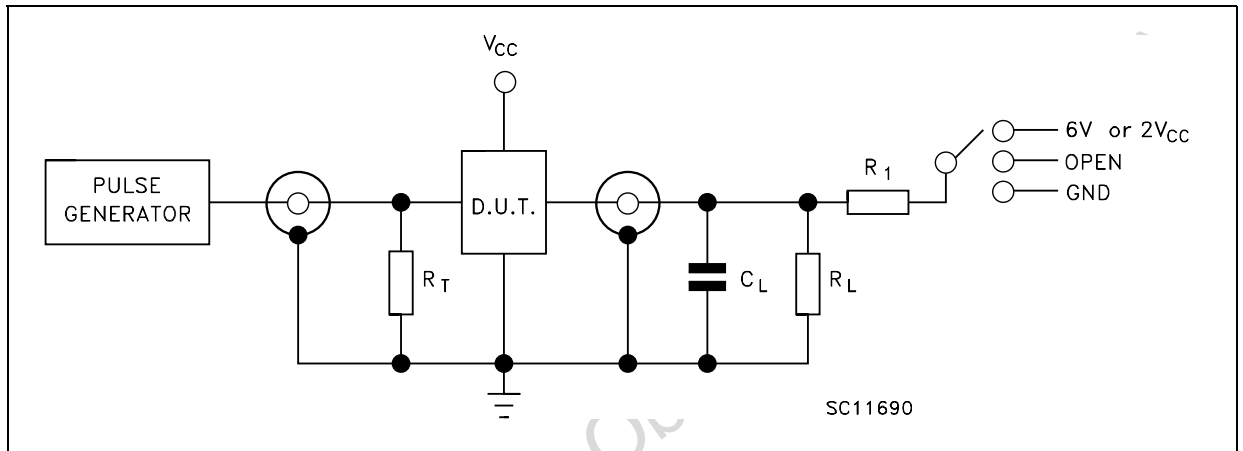 VCC
6V or 2VCC
OPEN
GND
R1
PULSE
GENERATOR
D.U.T.
RT
CL
RL
SC11690